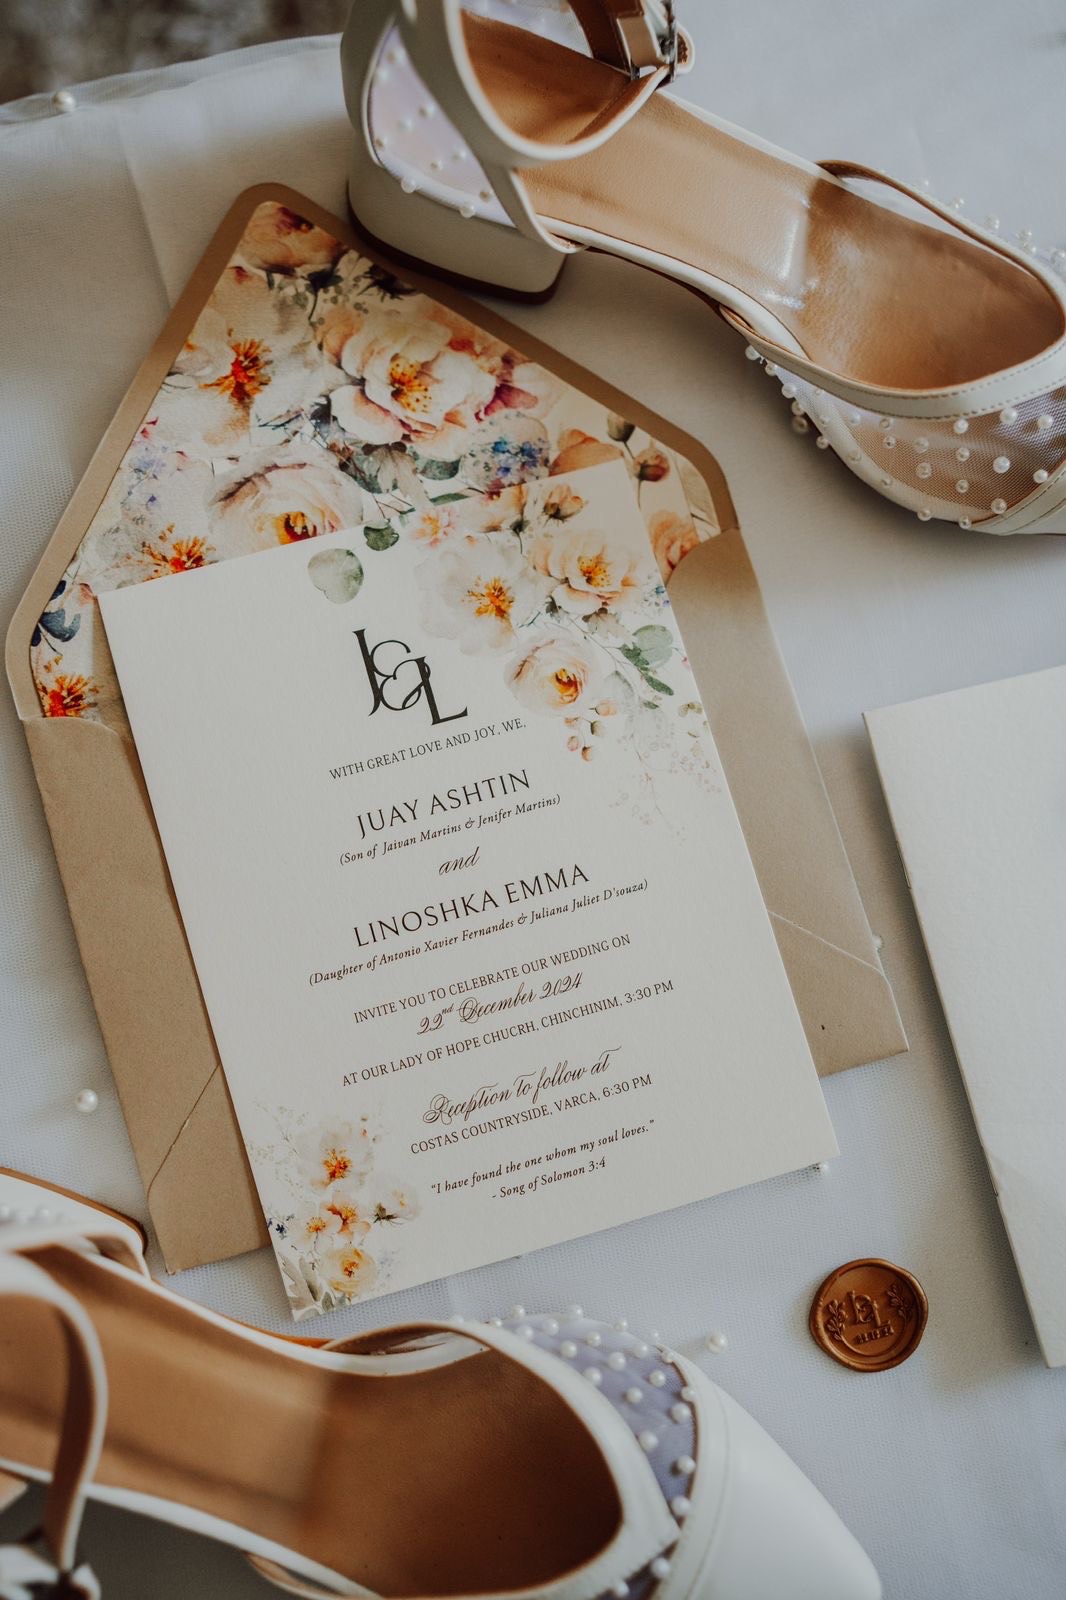 J&L
WITH GREAT LOVE AND JOY, WE,
JUAY ASHTIN
(Son of Jaivan Martins & Jenifer Martins)
and
LINOSHKA EMMA
(Daughter of Antonio Xavier Fernandes & Juliana Juliet D'souza)
INVITE YOU TO CELEBRATE OUR WEDDING ON
22nd December 2024
AT OUR LADY OF HOPE CHUCRH, CHINCHINIM, 3:30 PM
Reception to follow at
COSTAS COUNTRYSIDE, VARCA, 6:30 PM
"I have found the one whom my soul loves."
- Song of Solomon 3:4
J&L